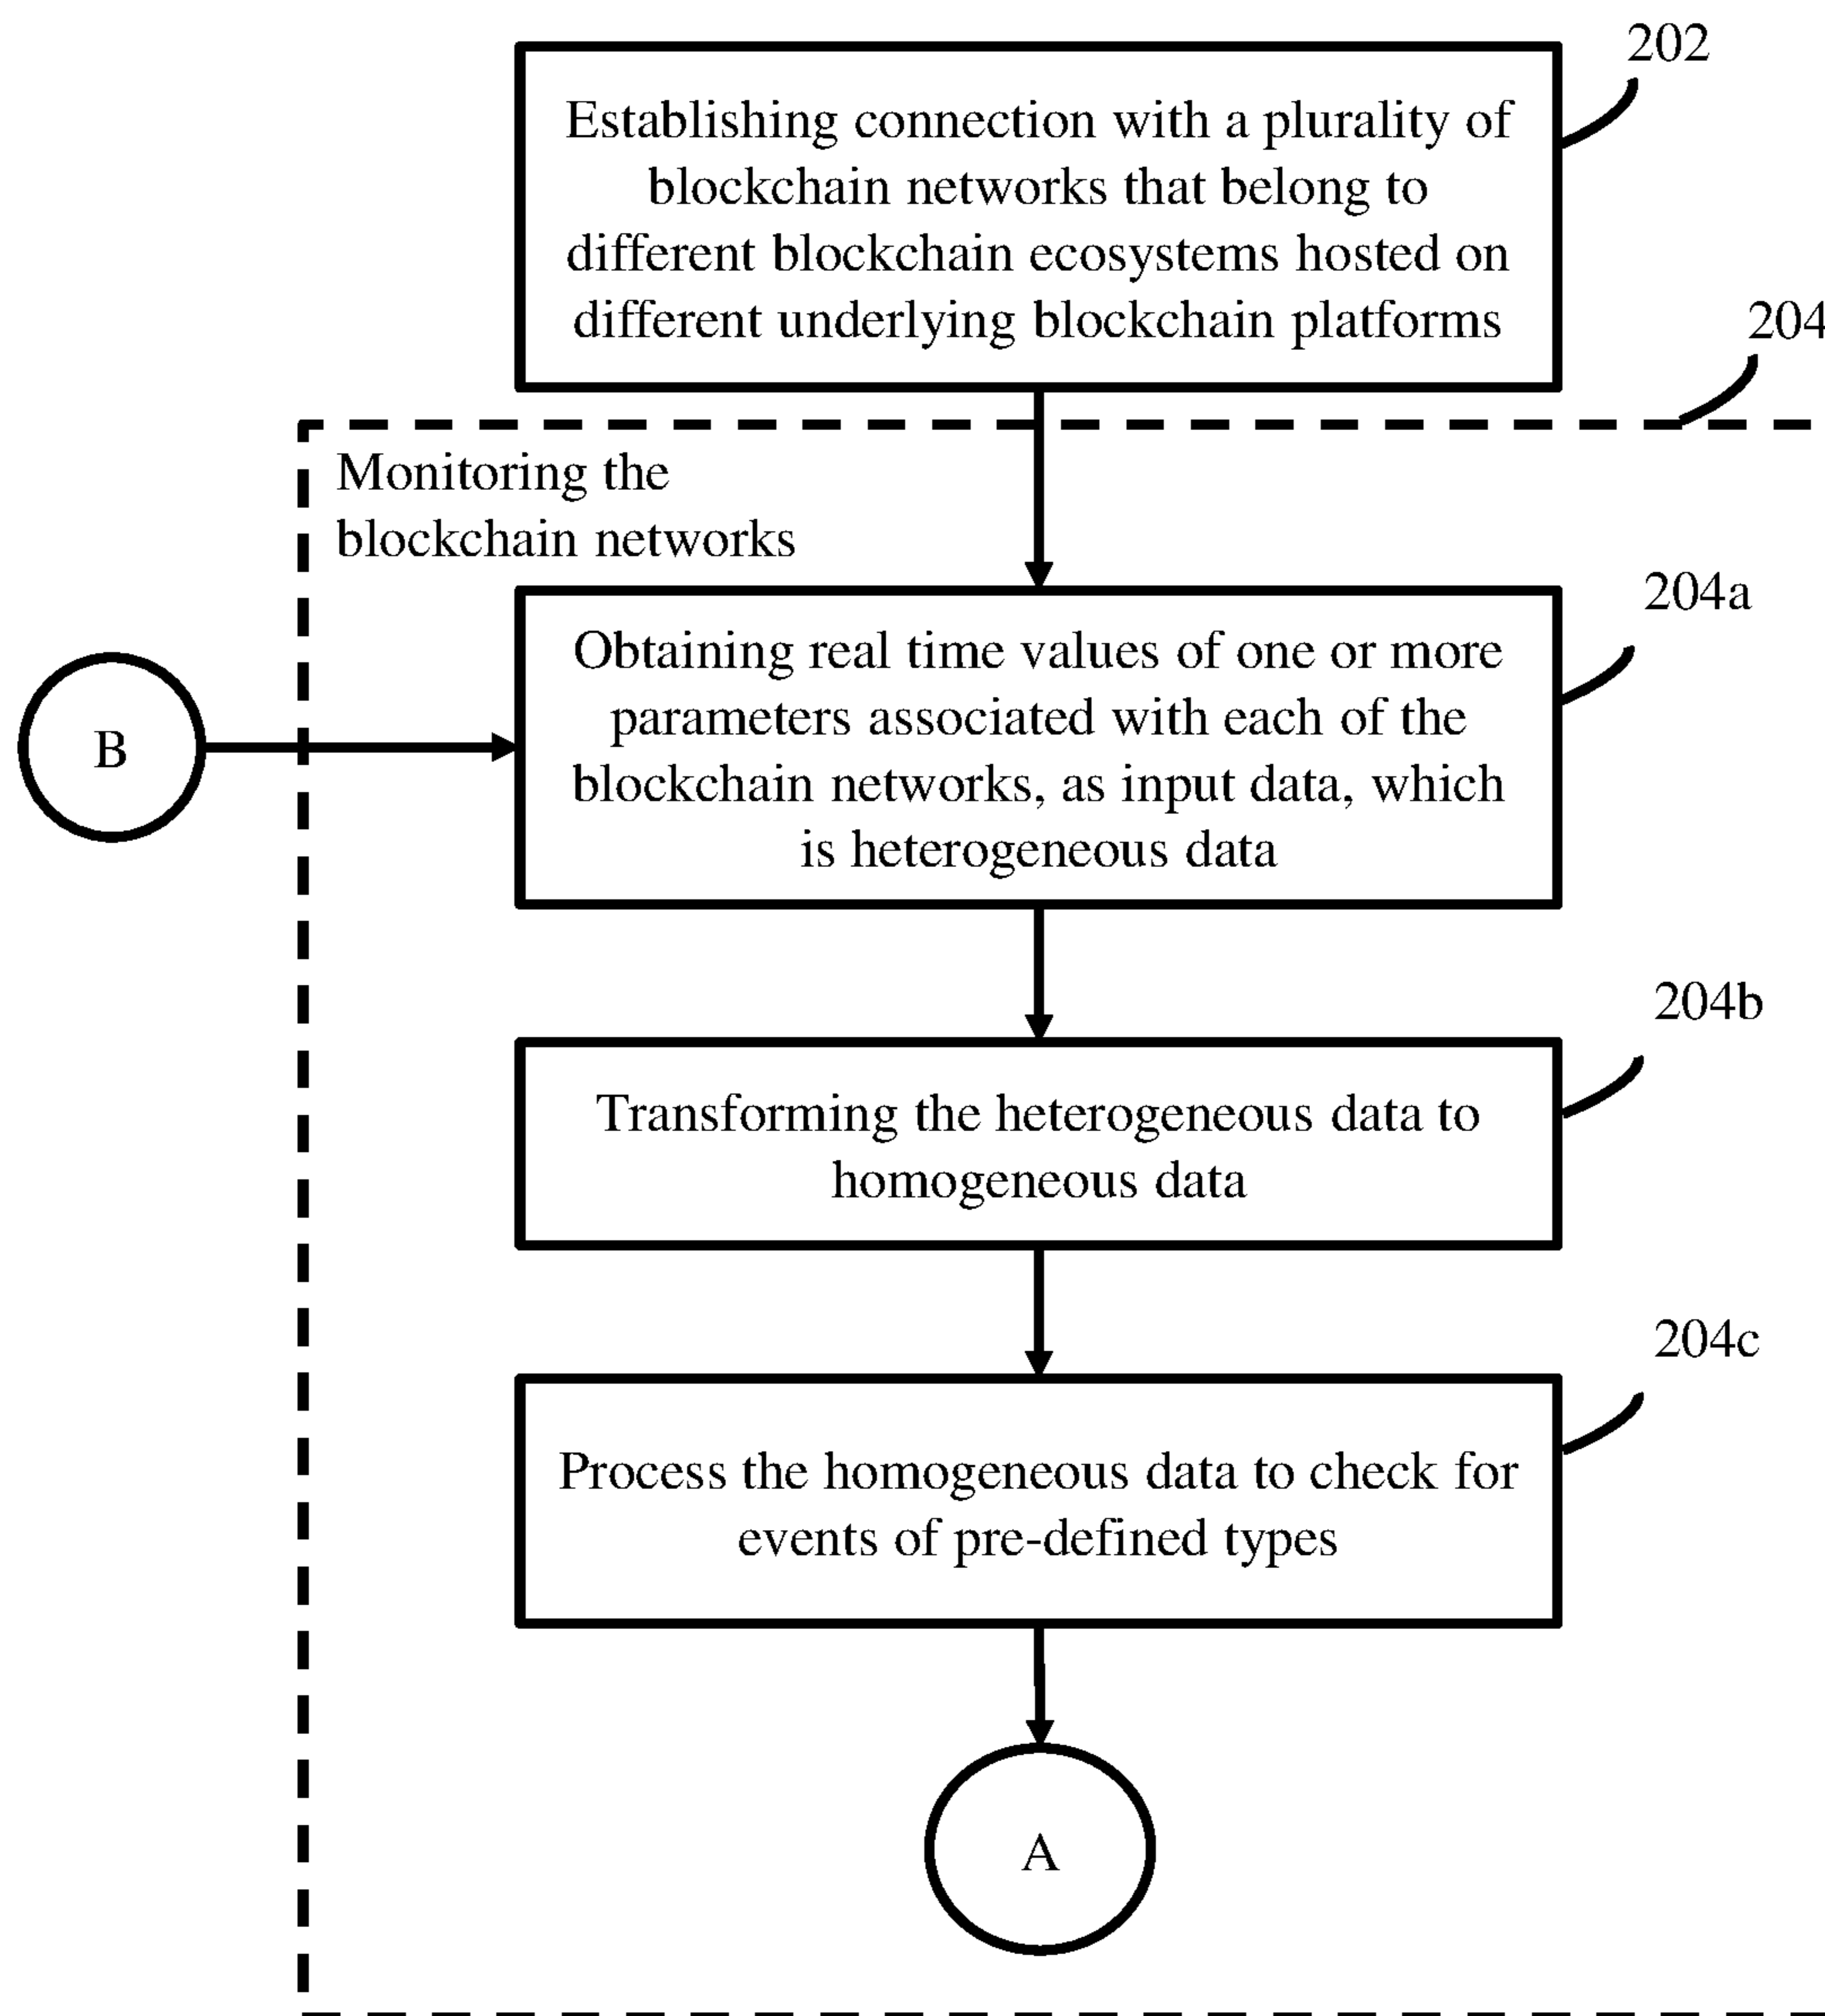 202
Establishing connection with a plurality of
blockchain networks that belong to
different blockchain ecosystems hosted on
different underlying blockchain platforms
204
Monitoring the
blockchain networks
204a
Obtaining real time values of one or more
parameters associated with each of the
blockchain networks, as input data, which
is heterogeneous data
B
204b
Transforming the heterogeneous data to
homogeneous data
204c
Process the homogeneous data to check for
events of pre-defined types
A